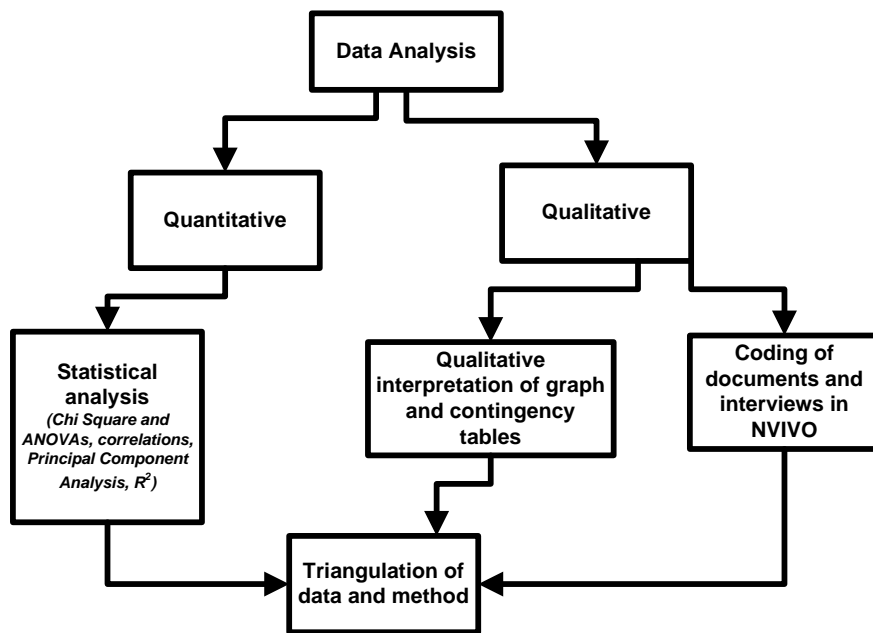 Data Analysis
Quantitative
Qualitative
Statistical
analysis
(Chi Square and
ANOVAs, correlations,
Principal Component
Analysis, R²)
Qualitative
interpretation of graph
and contingency
tables
Coding of
documents and
interviews in
NVIVO
Triangulation of
data and method